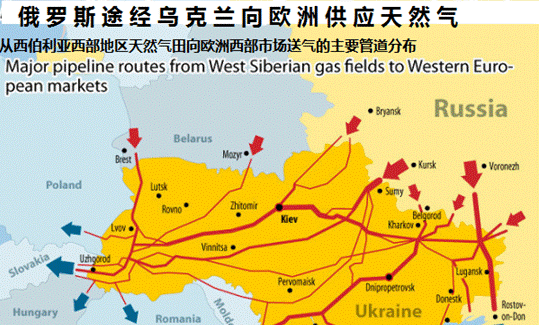 俄罗斯途经乌克兰向欧洲供应天然气
从西伯利亚西部地区天然气田向欧洲西部市场送气的主要管道分布
Major pipeline routes from West Siberian gas fields to Western Euro-
pean markets
Bryansk
Russia
Belarus
Brest
Mozyr
Kursk
Voronezh
Poland
Lutsk
Sumy
Rovno
Zhitomir
Kiev
Belgorod
Lvov
Kharkov
Vinnitsa
Slovakia
Uzhgorod
Lugansk
Pervomaisk
Dnipropetrovsk
Hungary
Donestk
Rostov-
on-Don
Romania
Mold
Ukraine